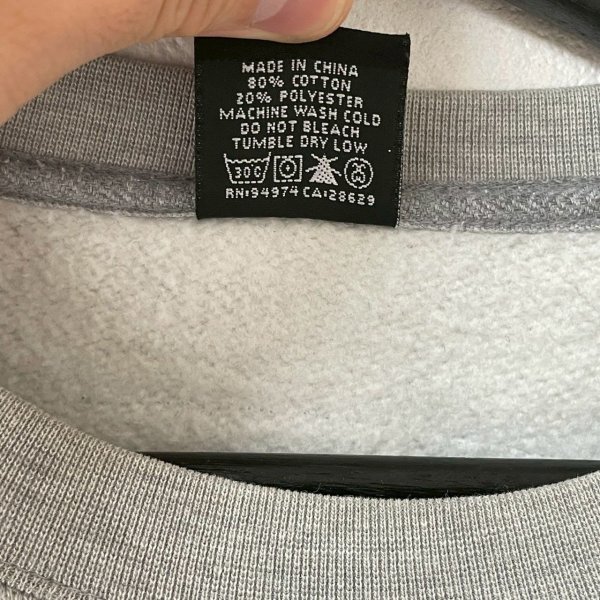 MADE IN CHINA
80% COTTON
20% POLYESTER
MACHINE WASH COLD
DO NOT BLEACH
TUMBLE DRY LOW
30C
RN:94974 CA:28629